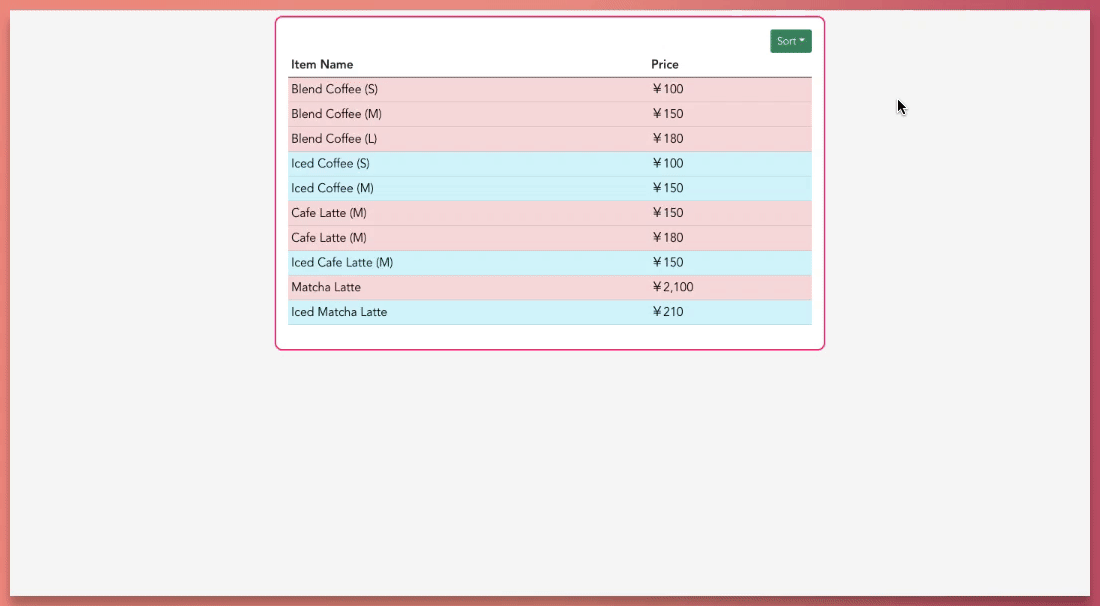 Sort
Item Name Price
Blend Coffee (S) ¥100
Blend Coffee (M) ¥150
Blend Coffee (L) ¥180
Iced Coffee (S) ¥100
Iced Coffee (M) ¥150
Cafe Latte (M) ¥150
Cafe Latte (M) ¥180
Iced Cafe Latte (M) ¥150
Matcha Latte ¥2,100
Iced Matcha Latte ¥210